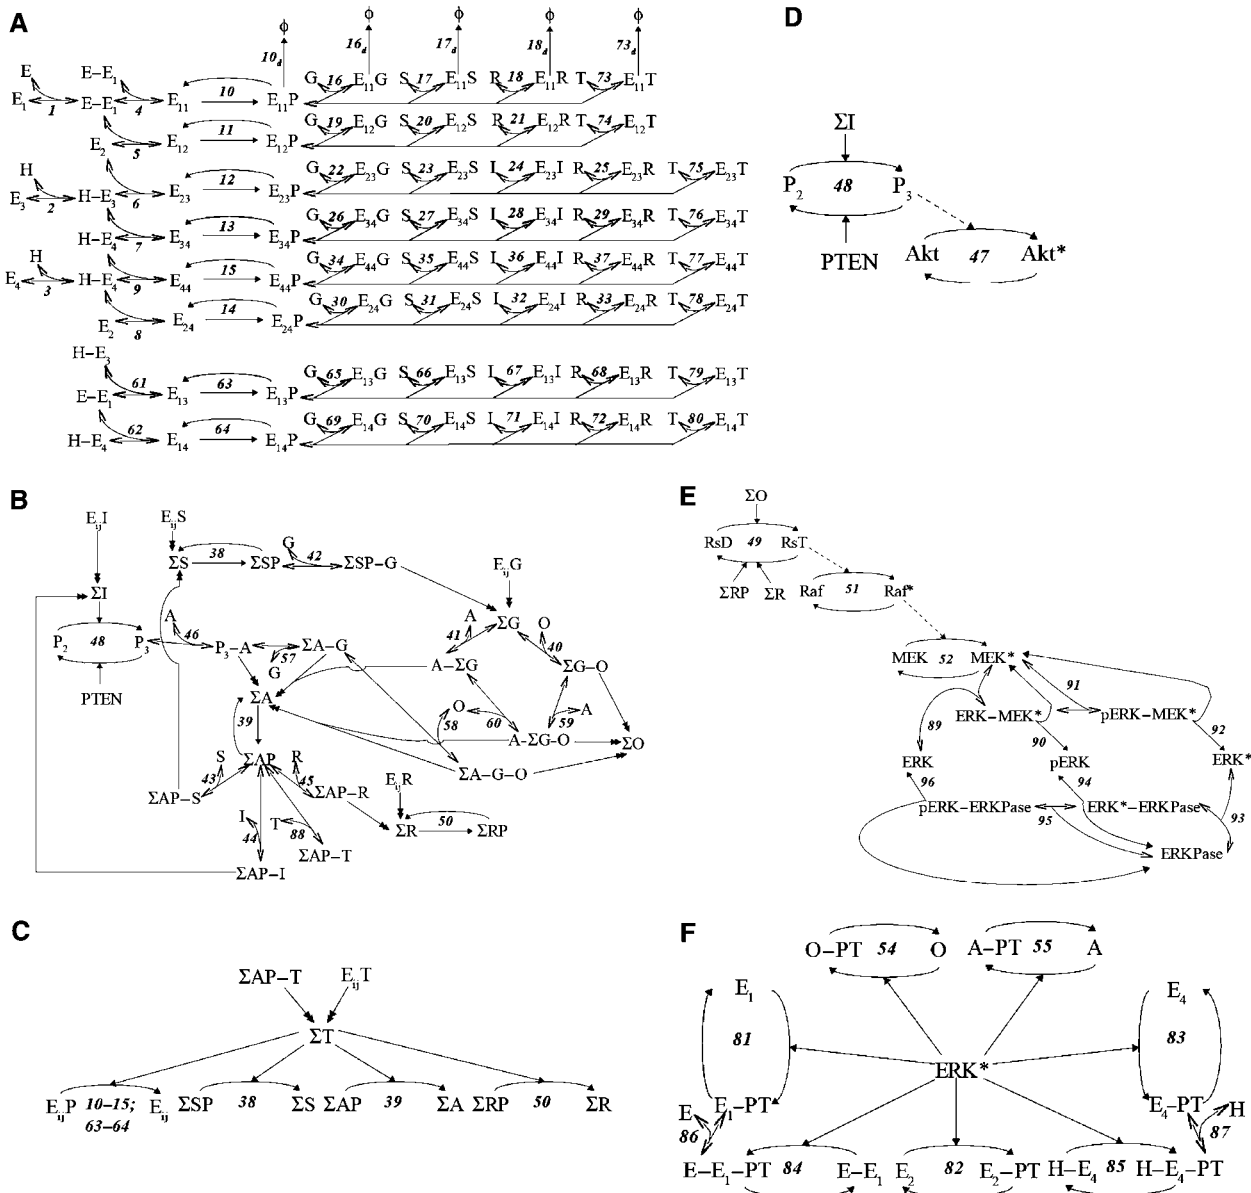 A
ϕ ϕ ϕ ϕ ϕ
10d 16d 17d 18d 73d
E E–E1 G 16 E11G S 17 E11S R 18 E11R T 73 E11T
E1 1 E–E1 4 E11 10 E11P
G 19 E12G S 20 E12S R 21 E12R T 74 E12T
E2 5 E12 11 E12P
H G 22 E23G S 23 E23S I 24 E23I R 25 E23R T 75 E23T
E3 2 H–E3 6 E23 12 E23P
G 26 E34G S 27 E34S I 28 E34I R 29 E34R T 76 E34T
H–E4 7 E34 13 E34P
H G 34 E44G S 35 E44S I 36 E44I R 37 E44R T 77 E44T
E4 3 H–E4 9 E44 15 E44P
G 30 E24G S 31 E24S I 32 E24I R 33 E24R T 78 E24T
E2 8 E24 14 E24P
H–E3
G 65 E13G S 66 E13S I 67 E13I R 68 E13R T 79 E13T
E–E1 61 E13 63 E13P
G 69 E14G S 70 E14S I 71 E14I R 72 E14R T 80 E14T
H–E4 62 E14 64 E14P
D
ΣI
P2 48 P3
PTEN
Akt 47 Akt*
B
EijI EijS
ΣS 38 ΣSP G 42 ΣSP–G
EijG
ΣI
A 41 A ΣG O 40
P2 48 P3 46 P3–A 57 ΣA–G
G
A–ΣG ΣG–O
PTEN
ΣA
39 O 58 60 59 A
A–ΣG–O ΣO
S ΣAP R EijR
ΣA–G–O
43 45
ΣAP–S ΣAP–R
I T 88 ΣR 50 ΣRP
44 ΣAP–T
ΣAP–I
E
ΣO
RsD 49 RsT
ΣRP ΣR
Raf 51 Raf*
MEK 52 MEK*
91
89 ERK–MEK* pERK–MEK*
90 92
ERK pERK ERK*
96 94
pERK–ERKPase ERK*–ERKPase
95 93
ERKPase
C
ΣAP–T EijT
ΣT
EijP 10–15; Eij ΣSP 38 ΣS ΣAP 39 ΣA ΣRP 50 ΣR
63–64
F
O–PT 54 O A–PT 55 A
E1 E4
81 83
ERK*
E E1–PT E4–PT H
86 87
E–E1–PT 84 E–E1 E2 82 E2–PT H–E4 85 H–E4–PT